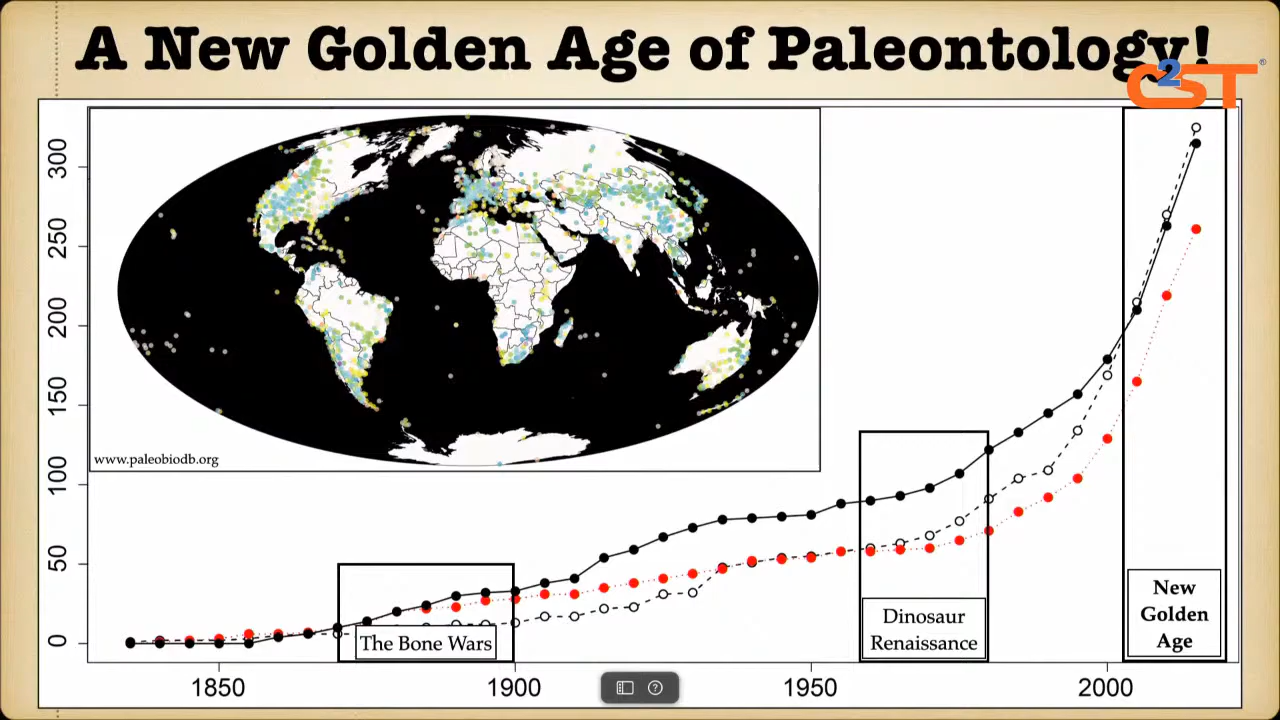 A New Golden Age of Paleontology!
C2ST®
300
250
200
150
100
50
0
www.paleobiodb.org
The Bone Wars
Dinosaur
Renaissance
New
Golden
Age
1850
1900
1950
2000